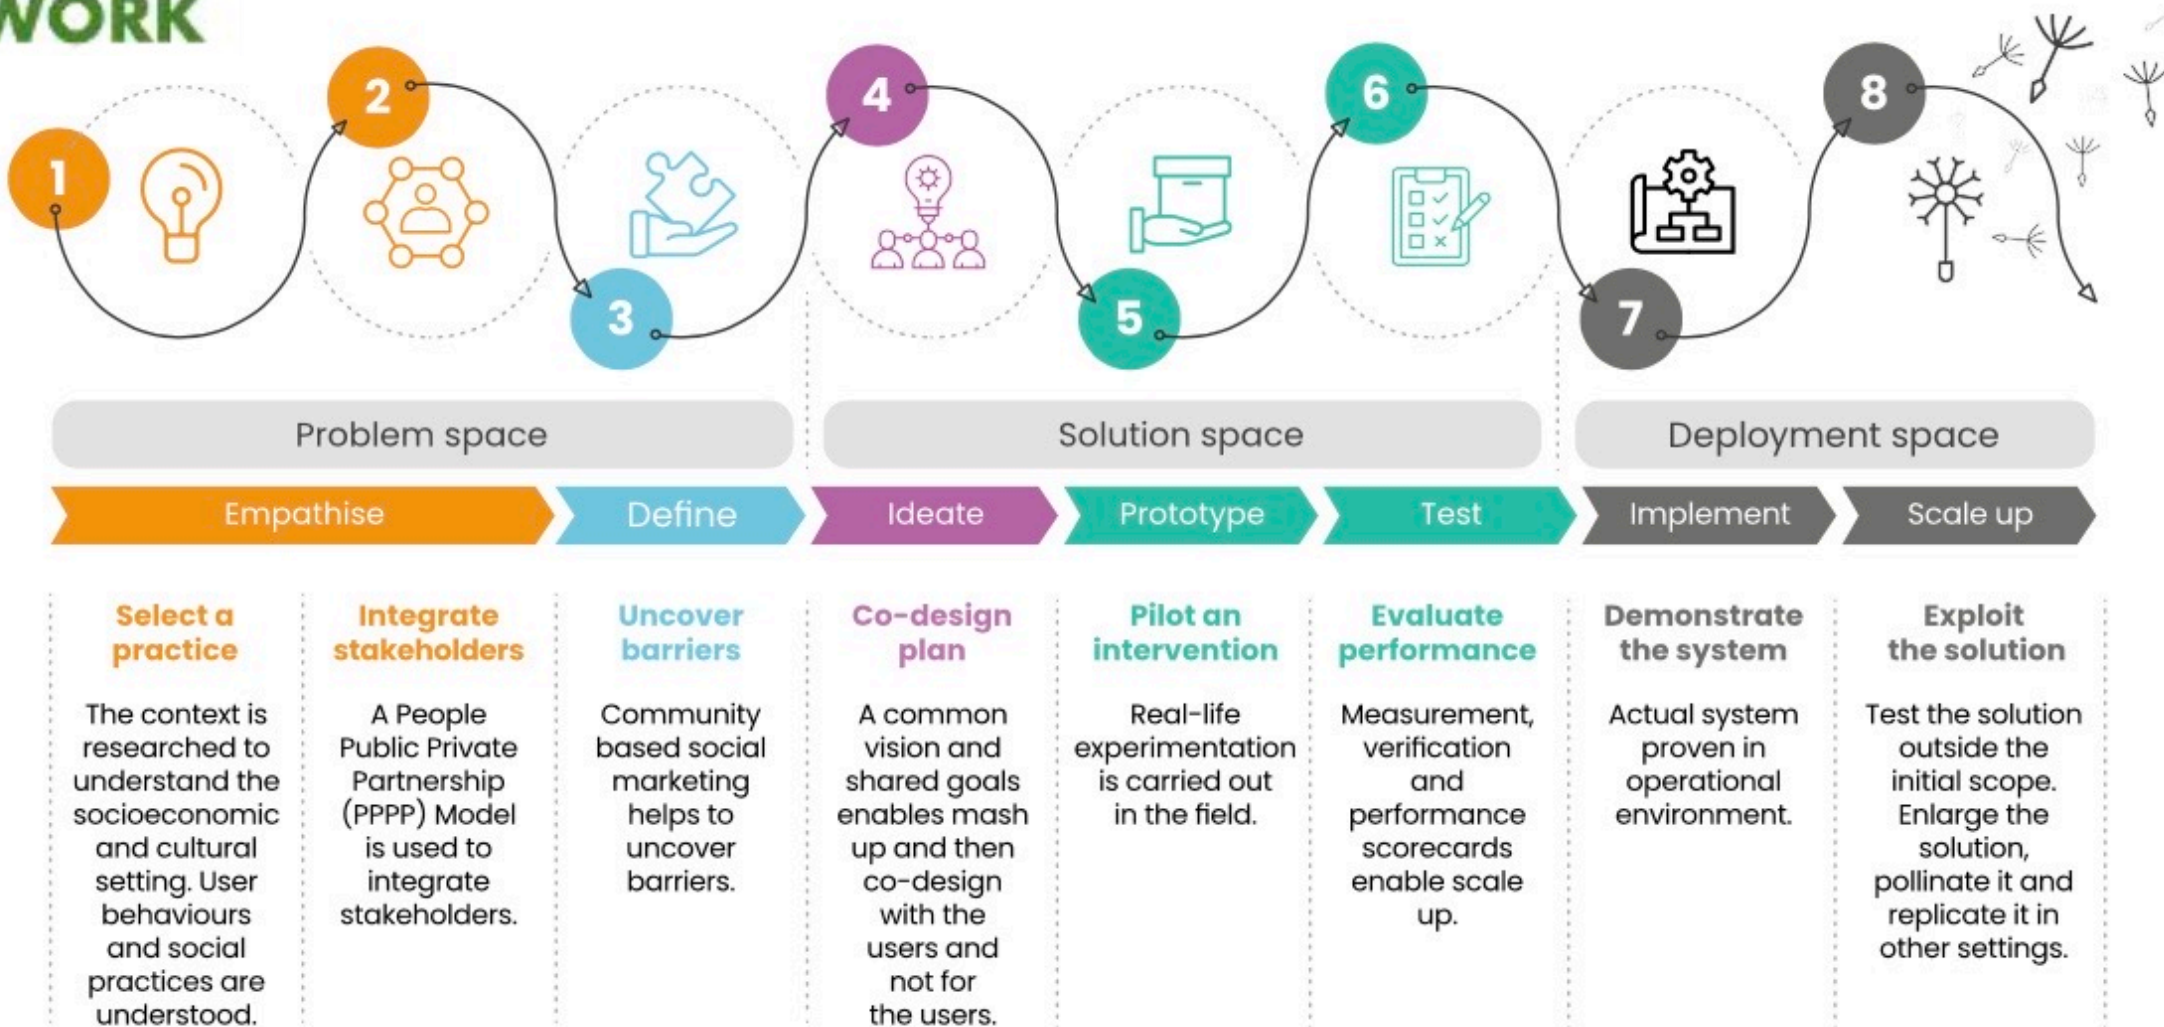 WORK
1
2
3
4
5
6
7
8
Problem space
Solution space
Deployment space
Empathise
Define
Ideate
Prototype
Test
Implement
Scale up
Select a
practice
The context is
researched to
understand the
socioeconomic
and cultural
setting. User
behaviours
and social
practices are
understood.
Integrate
stakeholders
A People
Public Private
Partnership
(PPPP) Model
is used to
integrate
stakeholders.
Uncover
barriers
Community
based social
marketing
helps to
uncover
barriers.
Co-design
plan
A common
vision and
shared goals
enables mash
up and then
co-design
with the
users and
not for
the users.
Pilot an
intervention
Real-life
experimentation
is carried out
in the field.
Evaluate
performance
Measurement,
verification
and
performance
scorecards
enable scale
up.
Demonstrate
the system
Actual system
proven in
operational
environment.
Exploit
the solution
Test the solution
outside the
initial scope.
Enlarge the
solution,
pollinate it and
replicate it in
other settings.